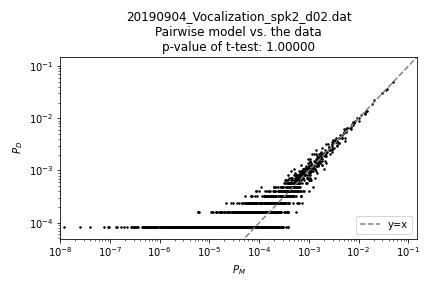 20190904_Vocalization_spk2_d02.dat
Pairwise model vs. the data
p-value of t-test: 1.00000
10⁻¹
10⁻²
10⁻³
10⁻⁴
P_D
y=x
10⁻⁸ 10⁻⁷ 10⁻⁶ 10⁻⁵ 10⁻⁴ 10⁻³ 10⁻² 10⁻¹
P_M